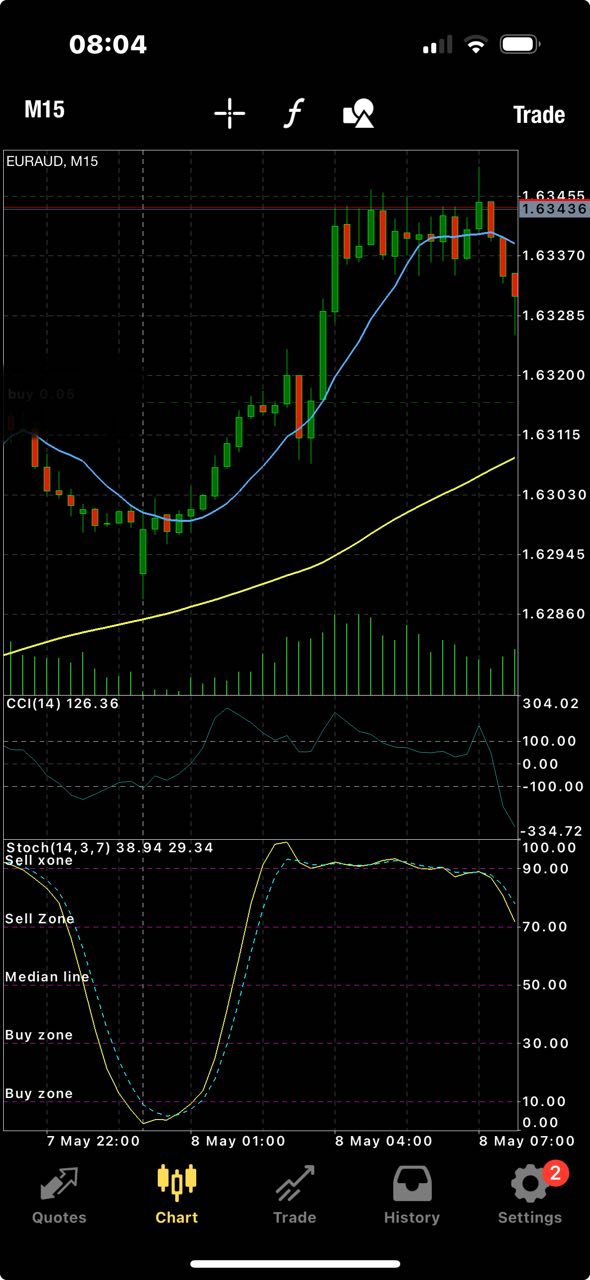 08:04
M15
f
Trade
EURAUD, M15
1.63455
1.63436
1.63370
1.63285
1.63200
buy 0.06
1.63115
1.63030
1.62945
1.62860
CCI(14) 126.36
304.02
100.00
0.00
-100.00
-334.72
Stoch(14,3,7) 38.94 29.34
100.00
Sell xone
90.00
Sell Zone
70.00
Median line
50.00
Buy zone
30.00
Buy zone
10.00
0.00
7 May 22:00
8 May 01:00
8 May 04:00
8 May 07:00
2
Quotes
Chart
Trade
History
Settings